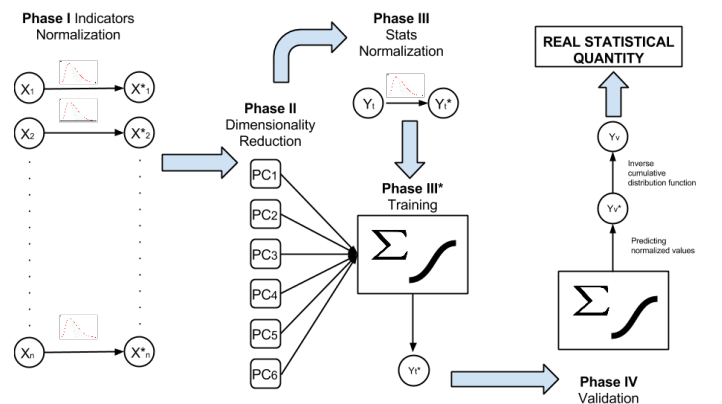 Phase I Indicators
Normalization
X1
X*1
X2
X*2
Xn
X*n
Phase II
Dimensionality
Reduction
PC1
PC2
PC3
PC4
PC5
PC6
Phase III
Stats
Normalization
Yt
Yt*
Phase III*
Training
Σ
Yt*
Phase IV
Validation
Σ
Predicting
normalized values
Yv*
Inverse
cumulative
distribution function
Yv
REAL STATISTICAL
QUANTITY